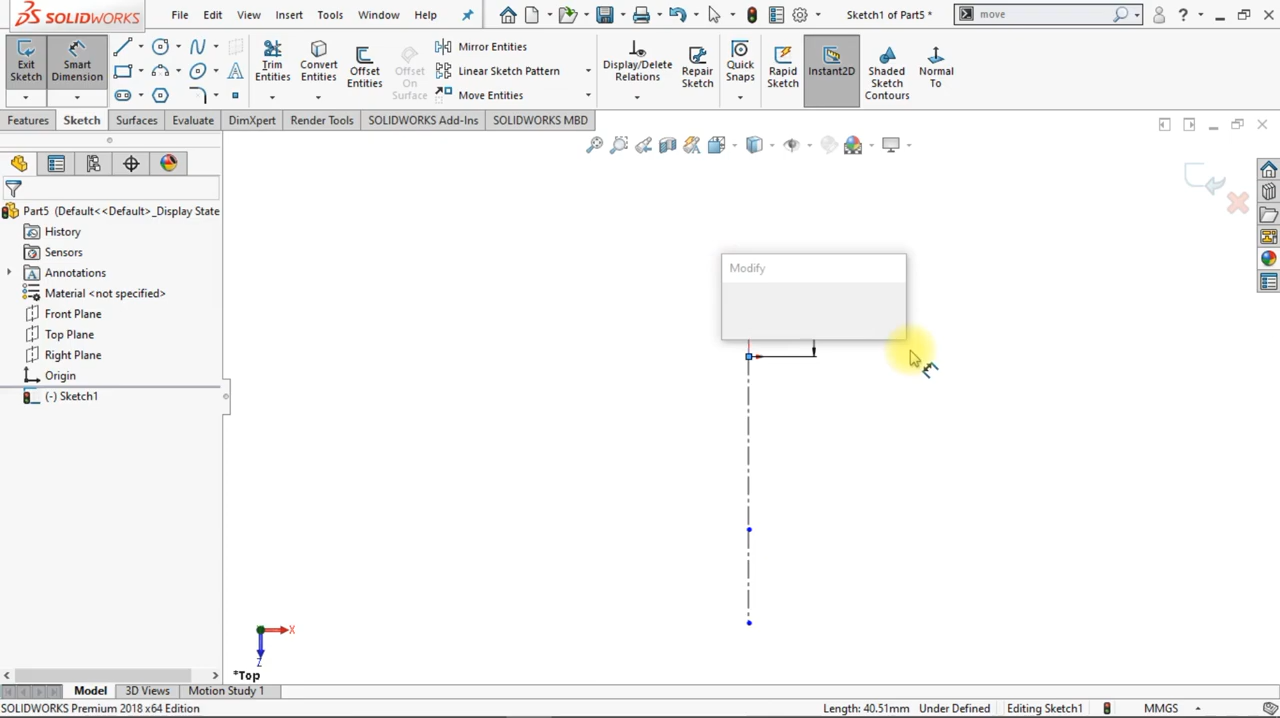 SOLIDWORKS
File Edit View Insert Tools Window Help
Sketch1 of Part5 *
move
Exit Sketch
Smart Dimension
Trim Entities
Convert Entities
Offset Entities
Offset On Surface
Mirror Entities
Linear Sketch Pattern
Move Entities
Display/Delete Relations
Repair Sketch
Quick Snaps
Rapid Sketch
Instant2D
Shaded Sketch Contours
Normal To
Features Sketch Surfaces Evaluate DimXpert Render Tools SOLIDWORKS Add-Ins SOLIDWORKS MBD
Part5 (Default<<Default>_Display State
History
Sensors
Annotations
Material <not specified>
Front Plane
Top Plane
Right Plane
Origin
(-) Sketch1
Modify
X
Z
*Top
Model 3D Views Motion Study 1
SOLIDWORKS Premium 2018 x64 Edition
Length: 40.51mm Under Defined Editing Sketch1 MMGS